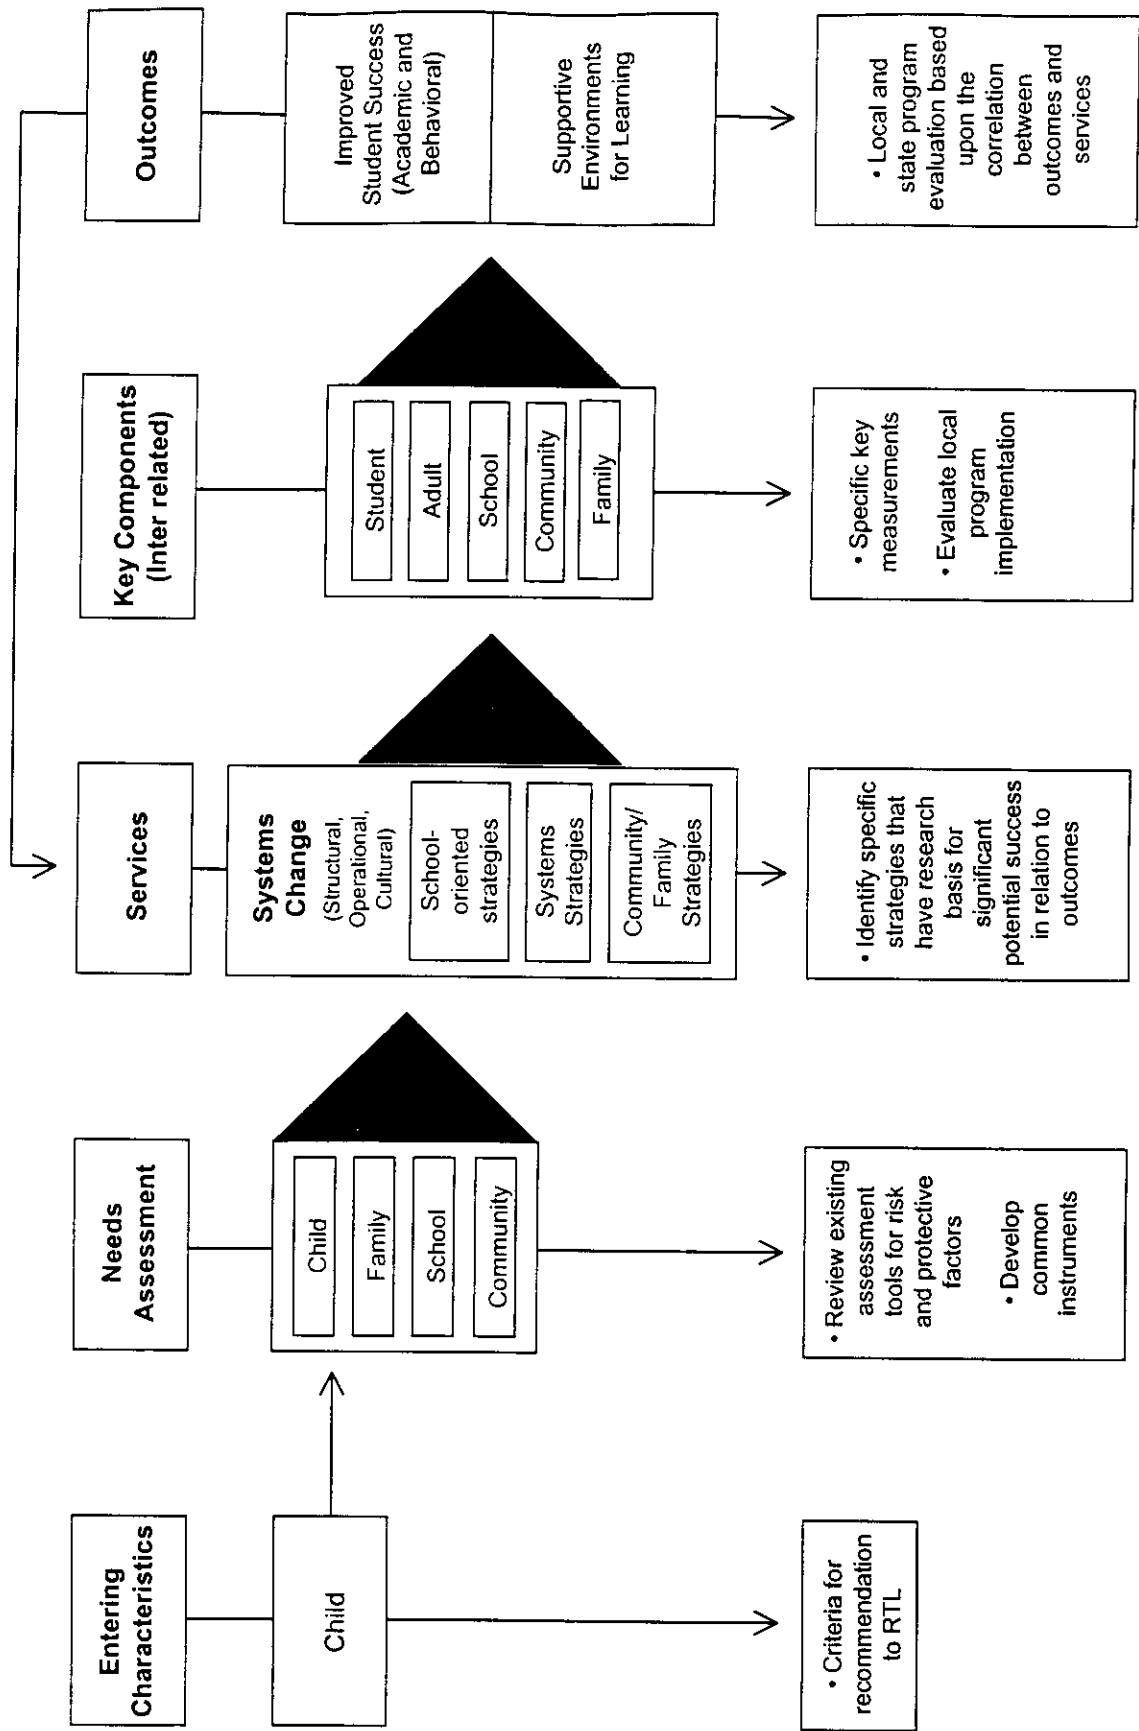 Entering
Characteristics
Child
• Criteria for
recommendation
to RTL
Needs
Assessment
Child
Family
School
Community
• Review existing
assessment
tools for risk
and protective
factors
• Develop
common
instruments
Services
Systems
Change
(Structural,
Operational,
Cultural)
School-
oriented
strategies
Systems
Strategies
Community/
Family
Strategies
• Identify specific
strategies that
have research
basis for
significant
potential success
in relation to
outcomes
Key Components
(Inter related)
Student
Adult
School
Community
Family
• Specific key
measurements
• Evaluate local
program
implementation
Outcomes
Improved
Student Success
(Academic and
Behavioral)
Supportive
Environments
for Learning
• Local and
state program
evaluation based
upon the
correlation
between
outcomes and
services